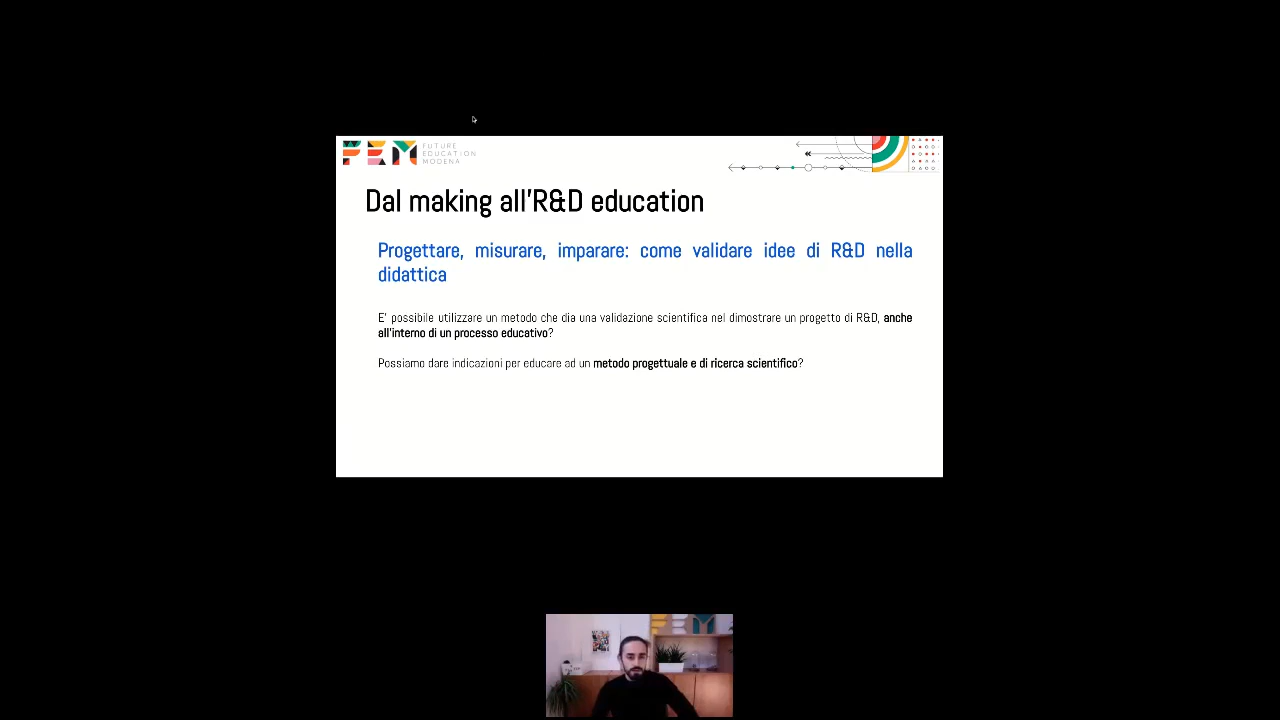 FEM FUTURE
EDUCATION
MODENA
Dal making all'R&D education
Progettare, misurare, imparare: come validare idee di R&D nella
didattica
E' possibile utilizzare un metodo che dia una validazione scientifica nel dimostrare un progetto di R&D, anche
all'interno di un processo educativo?
Possiamo dare indicazioni per educare ad un metodo progettuale e di ricerca scientifico?